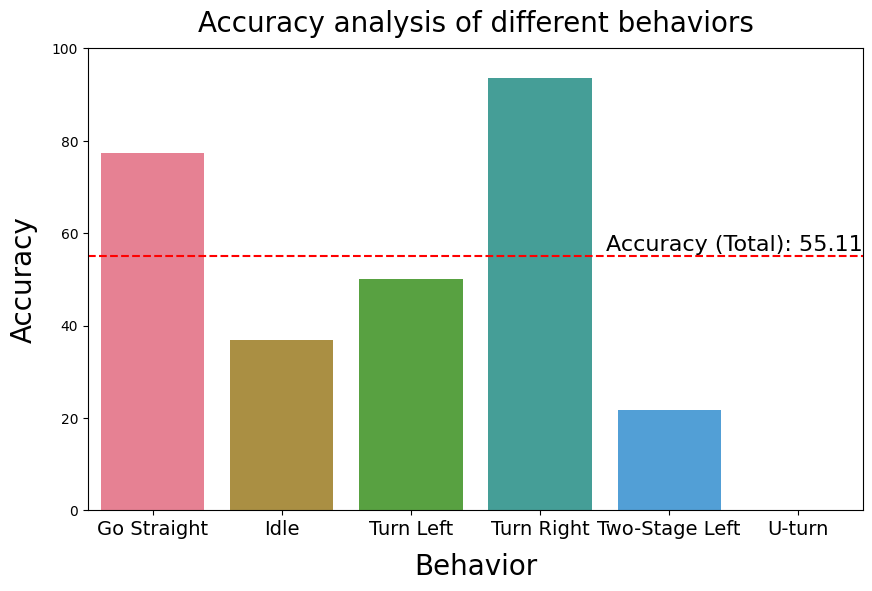 Accuracy analysis of different behaviors
100
80
60
40
20
0
Accuracy
Accuracy (Total): 55.11
Go Straight Idle Turn Left Turn Right Two-Stage Left U-turn
Behavior